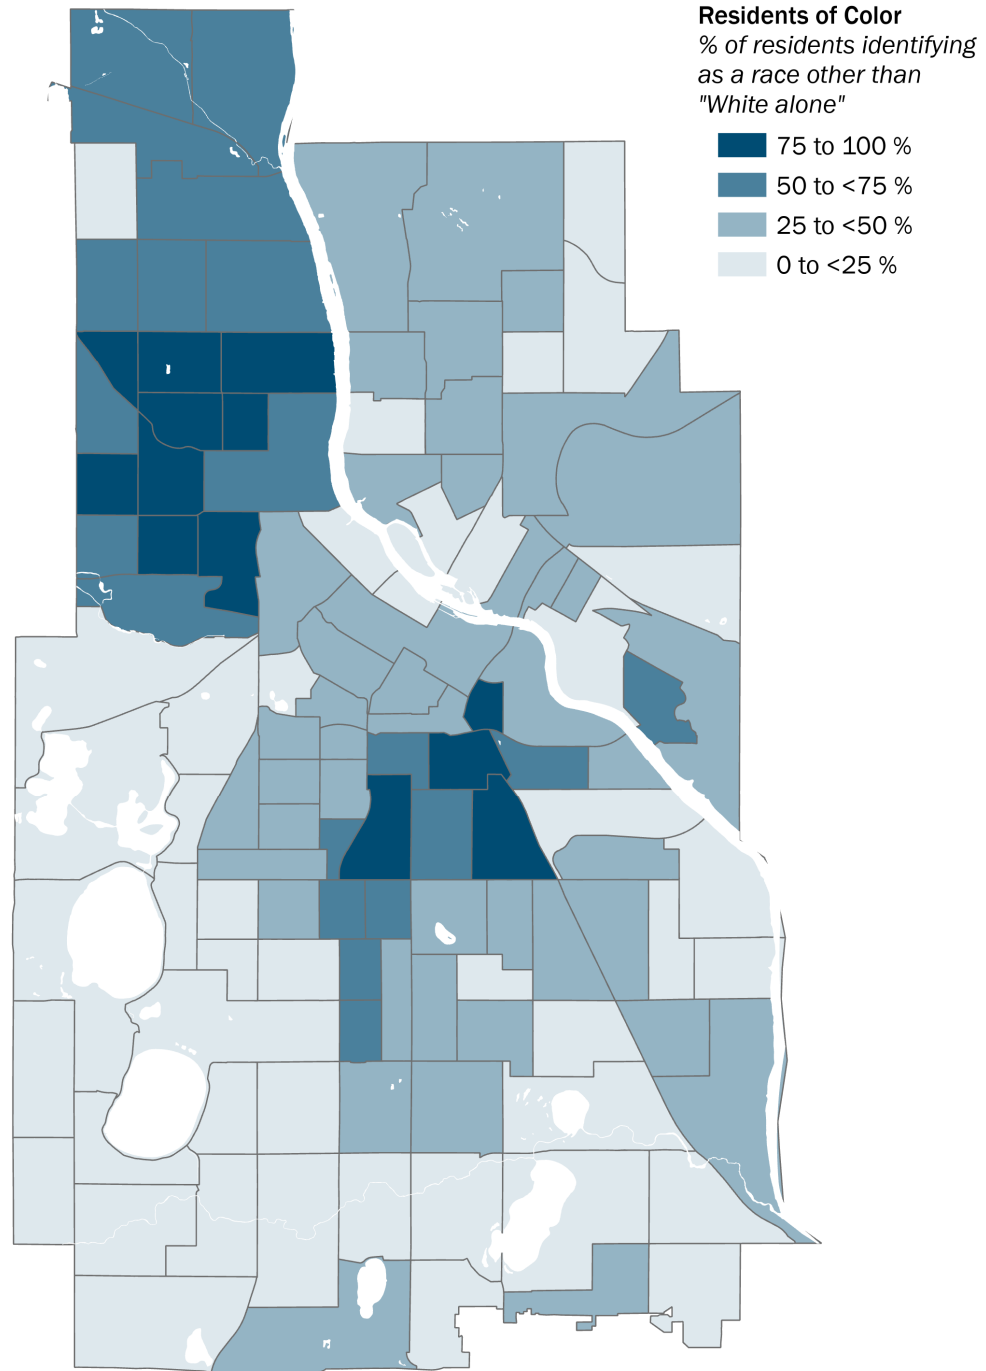 Residents of Color
% of residents identifying
as a race other than
"White alone"
75 to 100 %
50 to <75 %
25 to <50 %
0 to <25 %